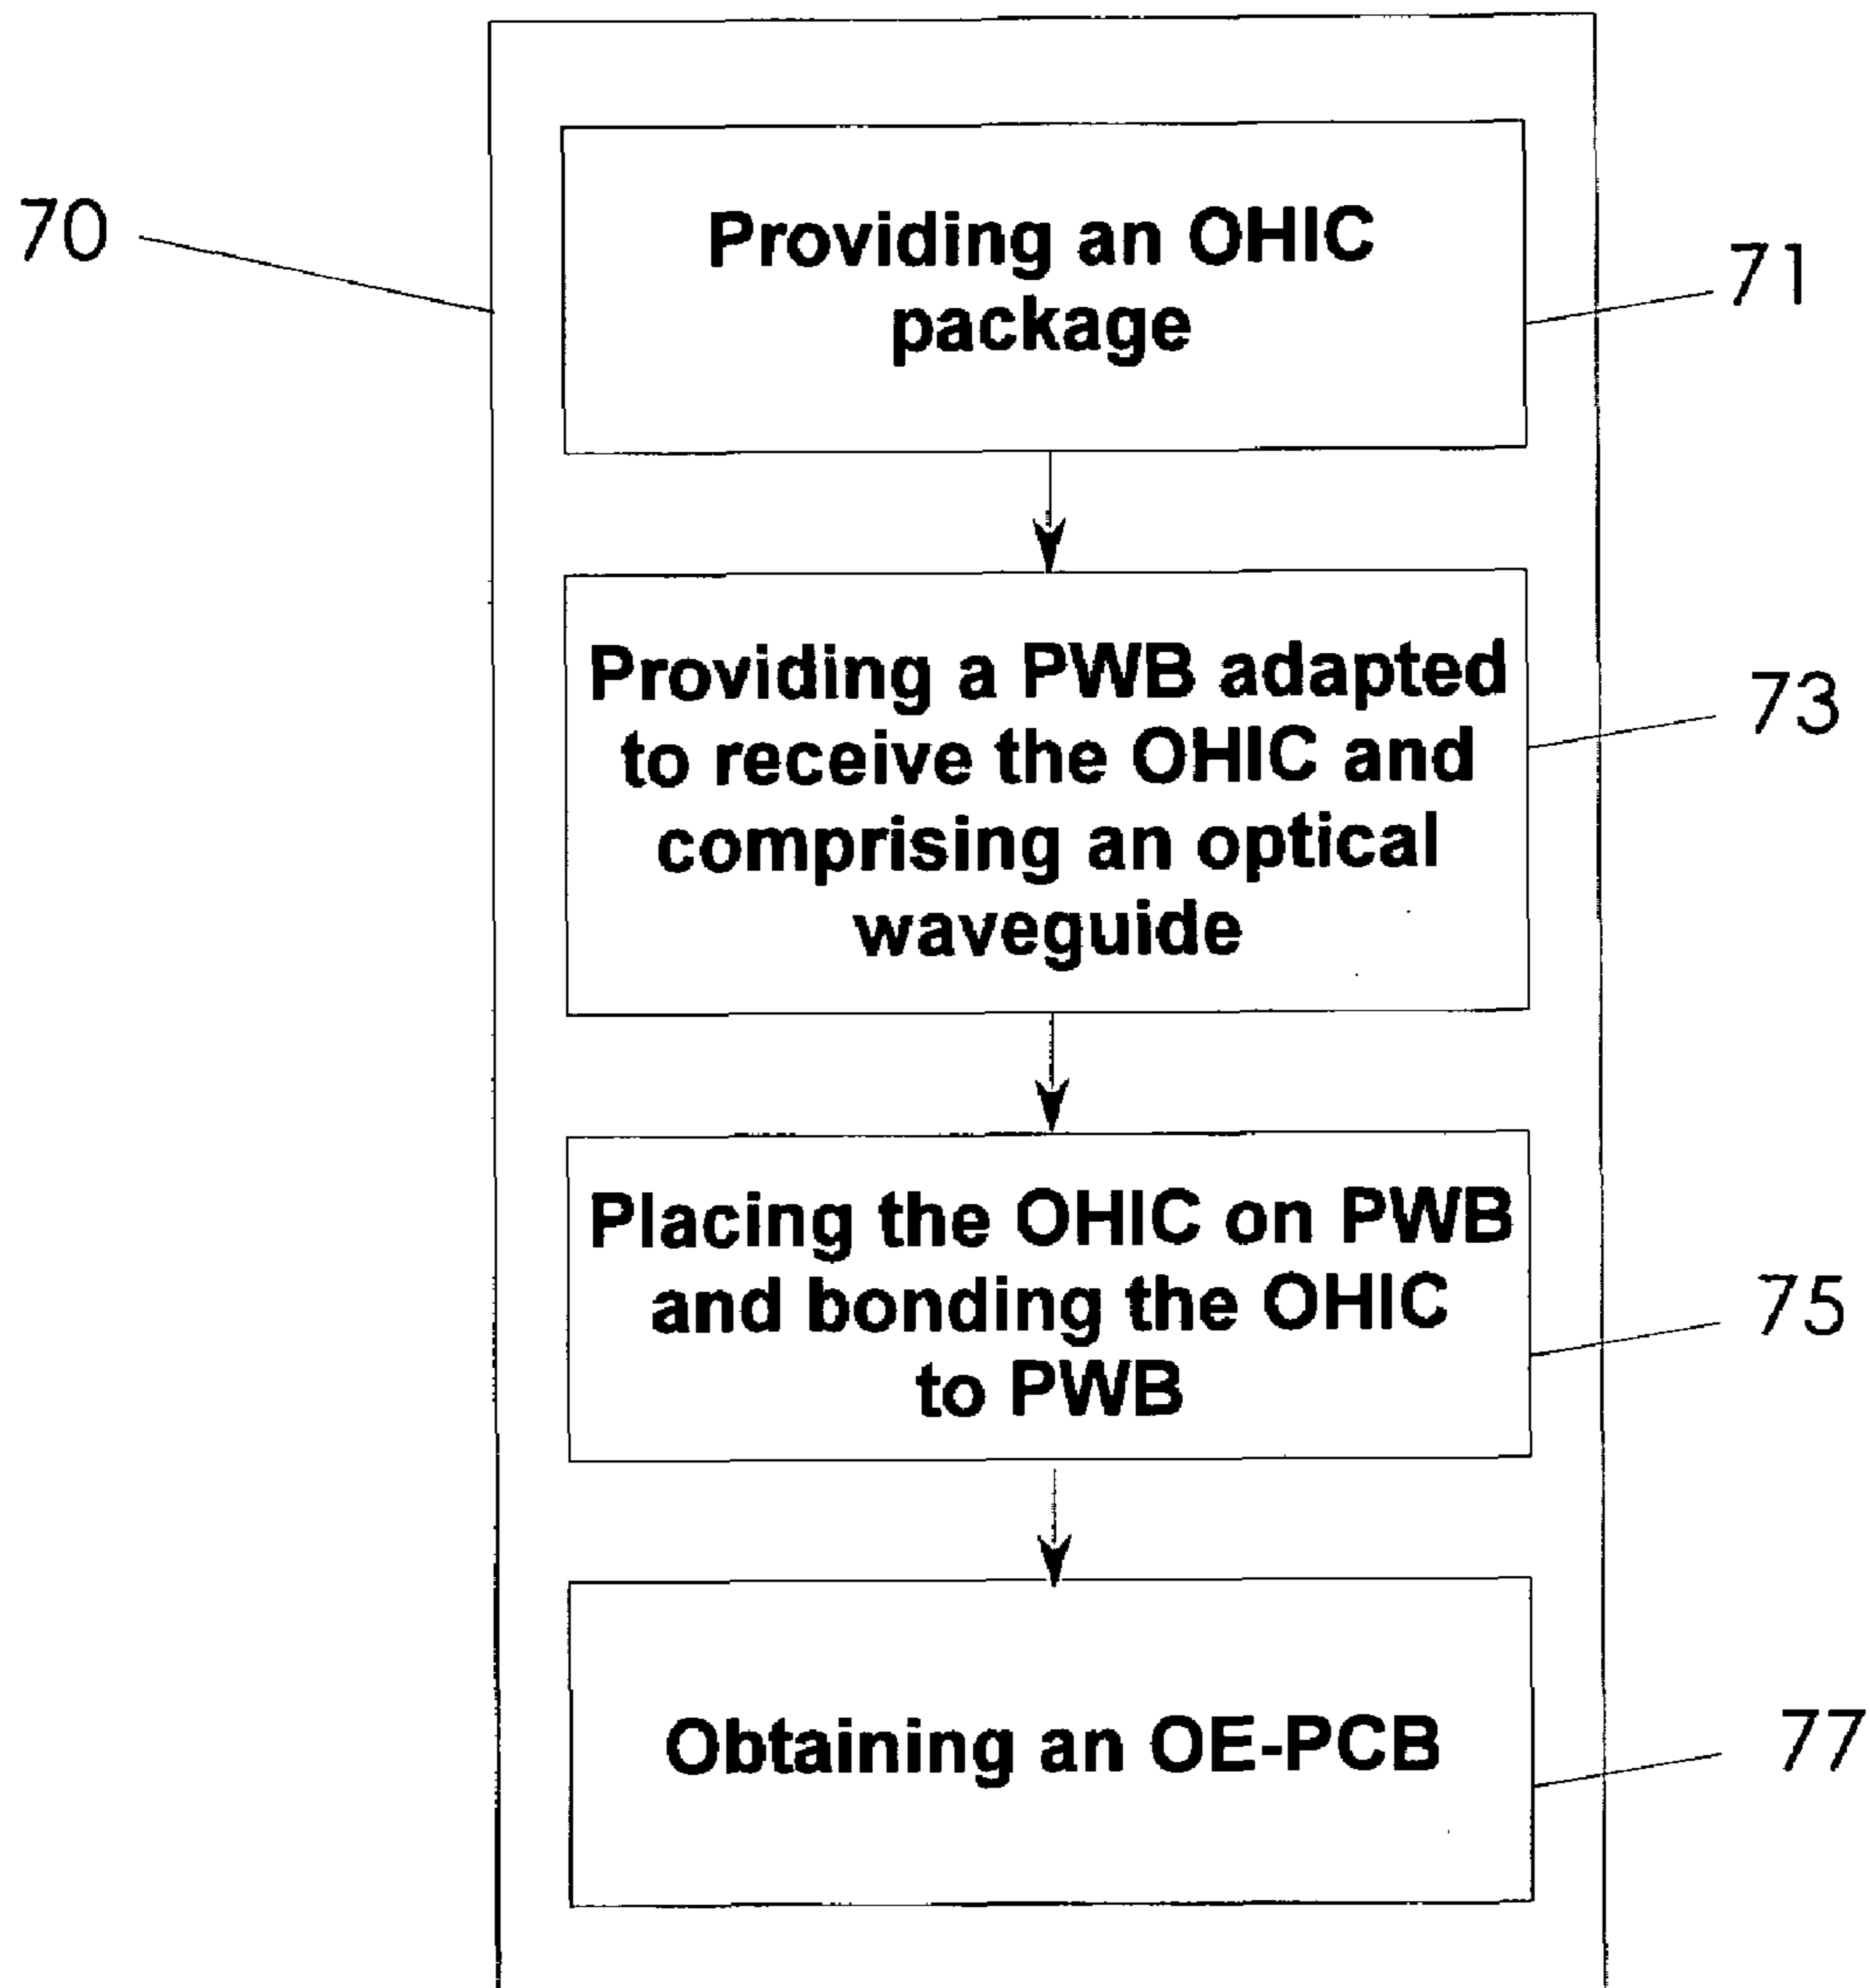 70
Providing an OHIC
package
71
Providing a PWB adapted
to receive the OHIC and
comprising an optical
waveguide
73
Placing the OHIC on PWB
and bonding the OHIC
to PWB
75
Obtaining an OE-PCB
77